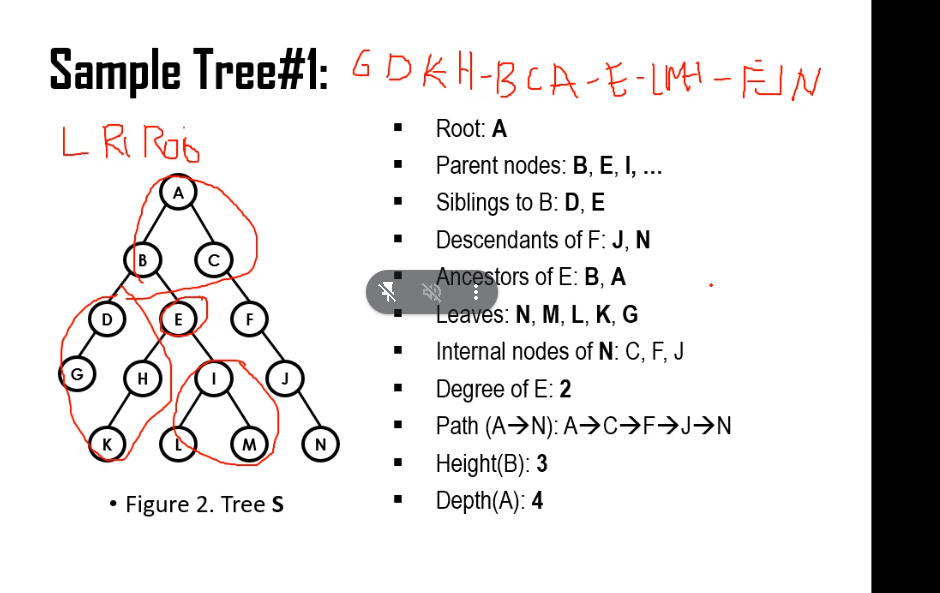 Sample Tree#1: G D K H - B C A - E - L M I - F J N
L Ri Root
▪ Root: A
▪ Parent nodes: B, E, I, ...
▪ Siblings to B: D, E
▪ Descendants of F: J, N
▪ Ancestors of E: B, A
▪ Leaves: N, M, L, K, G
▪ Internal nodes of N: C, F, J
▪ Degree of E: 2
▪ Path (A→N): A→C→F→J→N
▪ Height(B): 3
▪ Depth(A): 4
A
B C
D E F
G H I J
K L M N
• Figure 2. Tree S